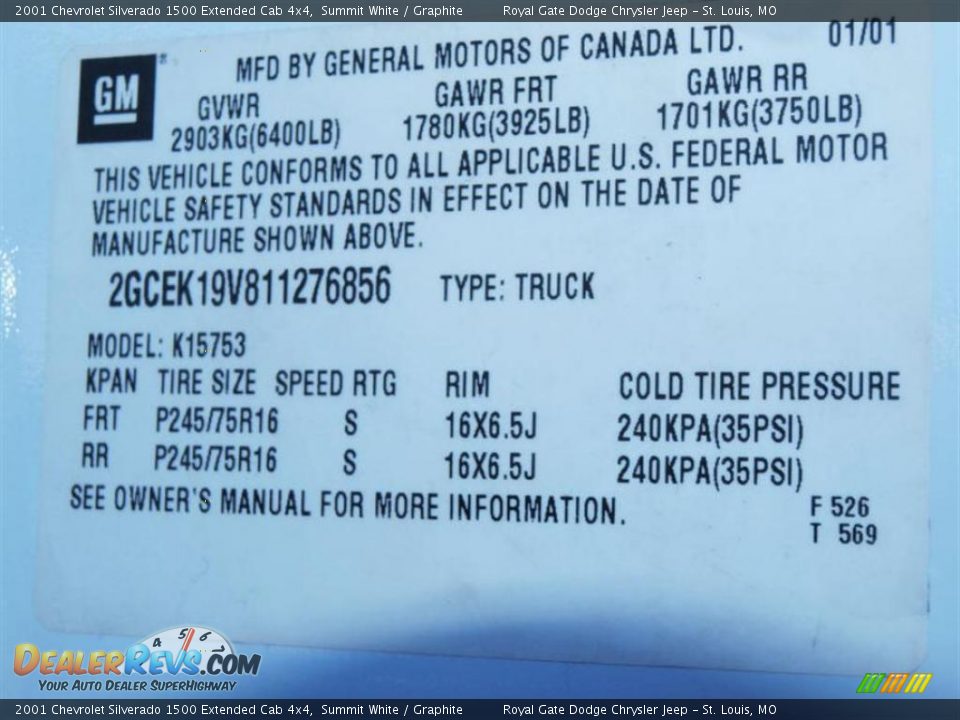 2001 Chevrolet Silverado 1500 Extended Cab 4x4, Summit White / Graphite Royal Gate Dodge Chrysler Jeep - St. Louis, MO
GM ® MFD BY GENERAL MOTORS OF CANADA LTD. 01/01
GVWR GAWR FRT GAWR RR
2903KG(6400LB) 1780KG(3925LB) 1701KG(3750LB)
THIS VEHICLE CONFORMS TO ALL APPLICABLE U.S. FEDERAL MOTOR
VEHICLE SAFETY STANDARDS IN EFFECT ON THE DATE OF
MANUFACTURE SHOWN ABOVE.
2GCEK19V811276856 TYPE: TRUCK
MODEL: K15753
KPAN TIRE SIZE SPEED RTG RIM COLD TIRE PRESSURE
FRT P245/75R16 S 16X6.5J 240KPA(35PSI)
RR P245/75R16 S 16X6.5J 240KPA(35PSI)
SEE OWNER'S MANUAL FOR MORE INFORMATION.
F 526
T 569
4 5 6 7
DEALERREVS.COM
YOUR AUTO DEALER SUPERHIGHWAY
2001 Chevrolet Silverado 1500 Extended Cab 4x4, Summit White / Graphite Royal Gate Dodge Chrysler Jeep - St. Louis, MO